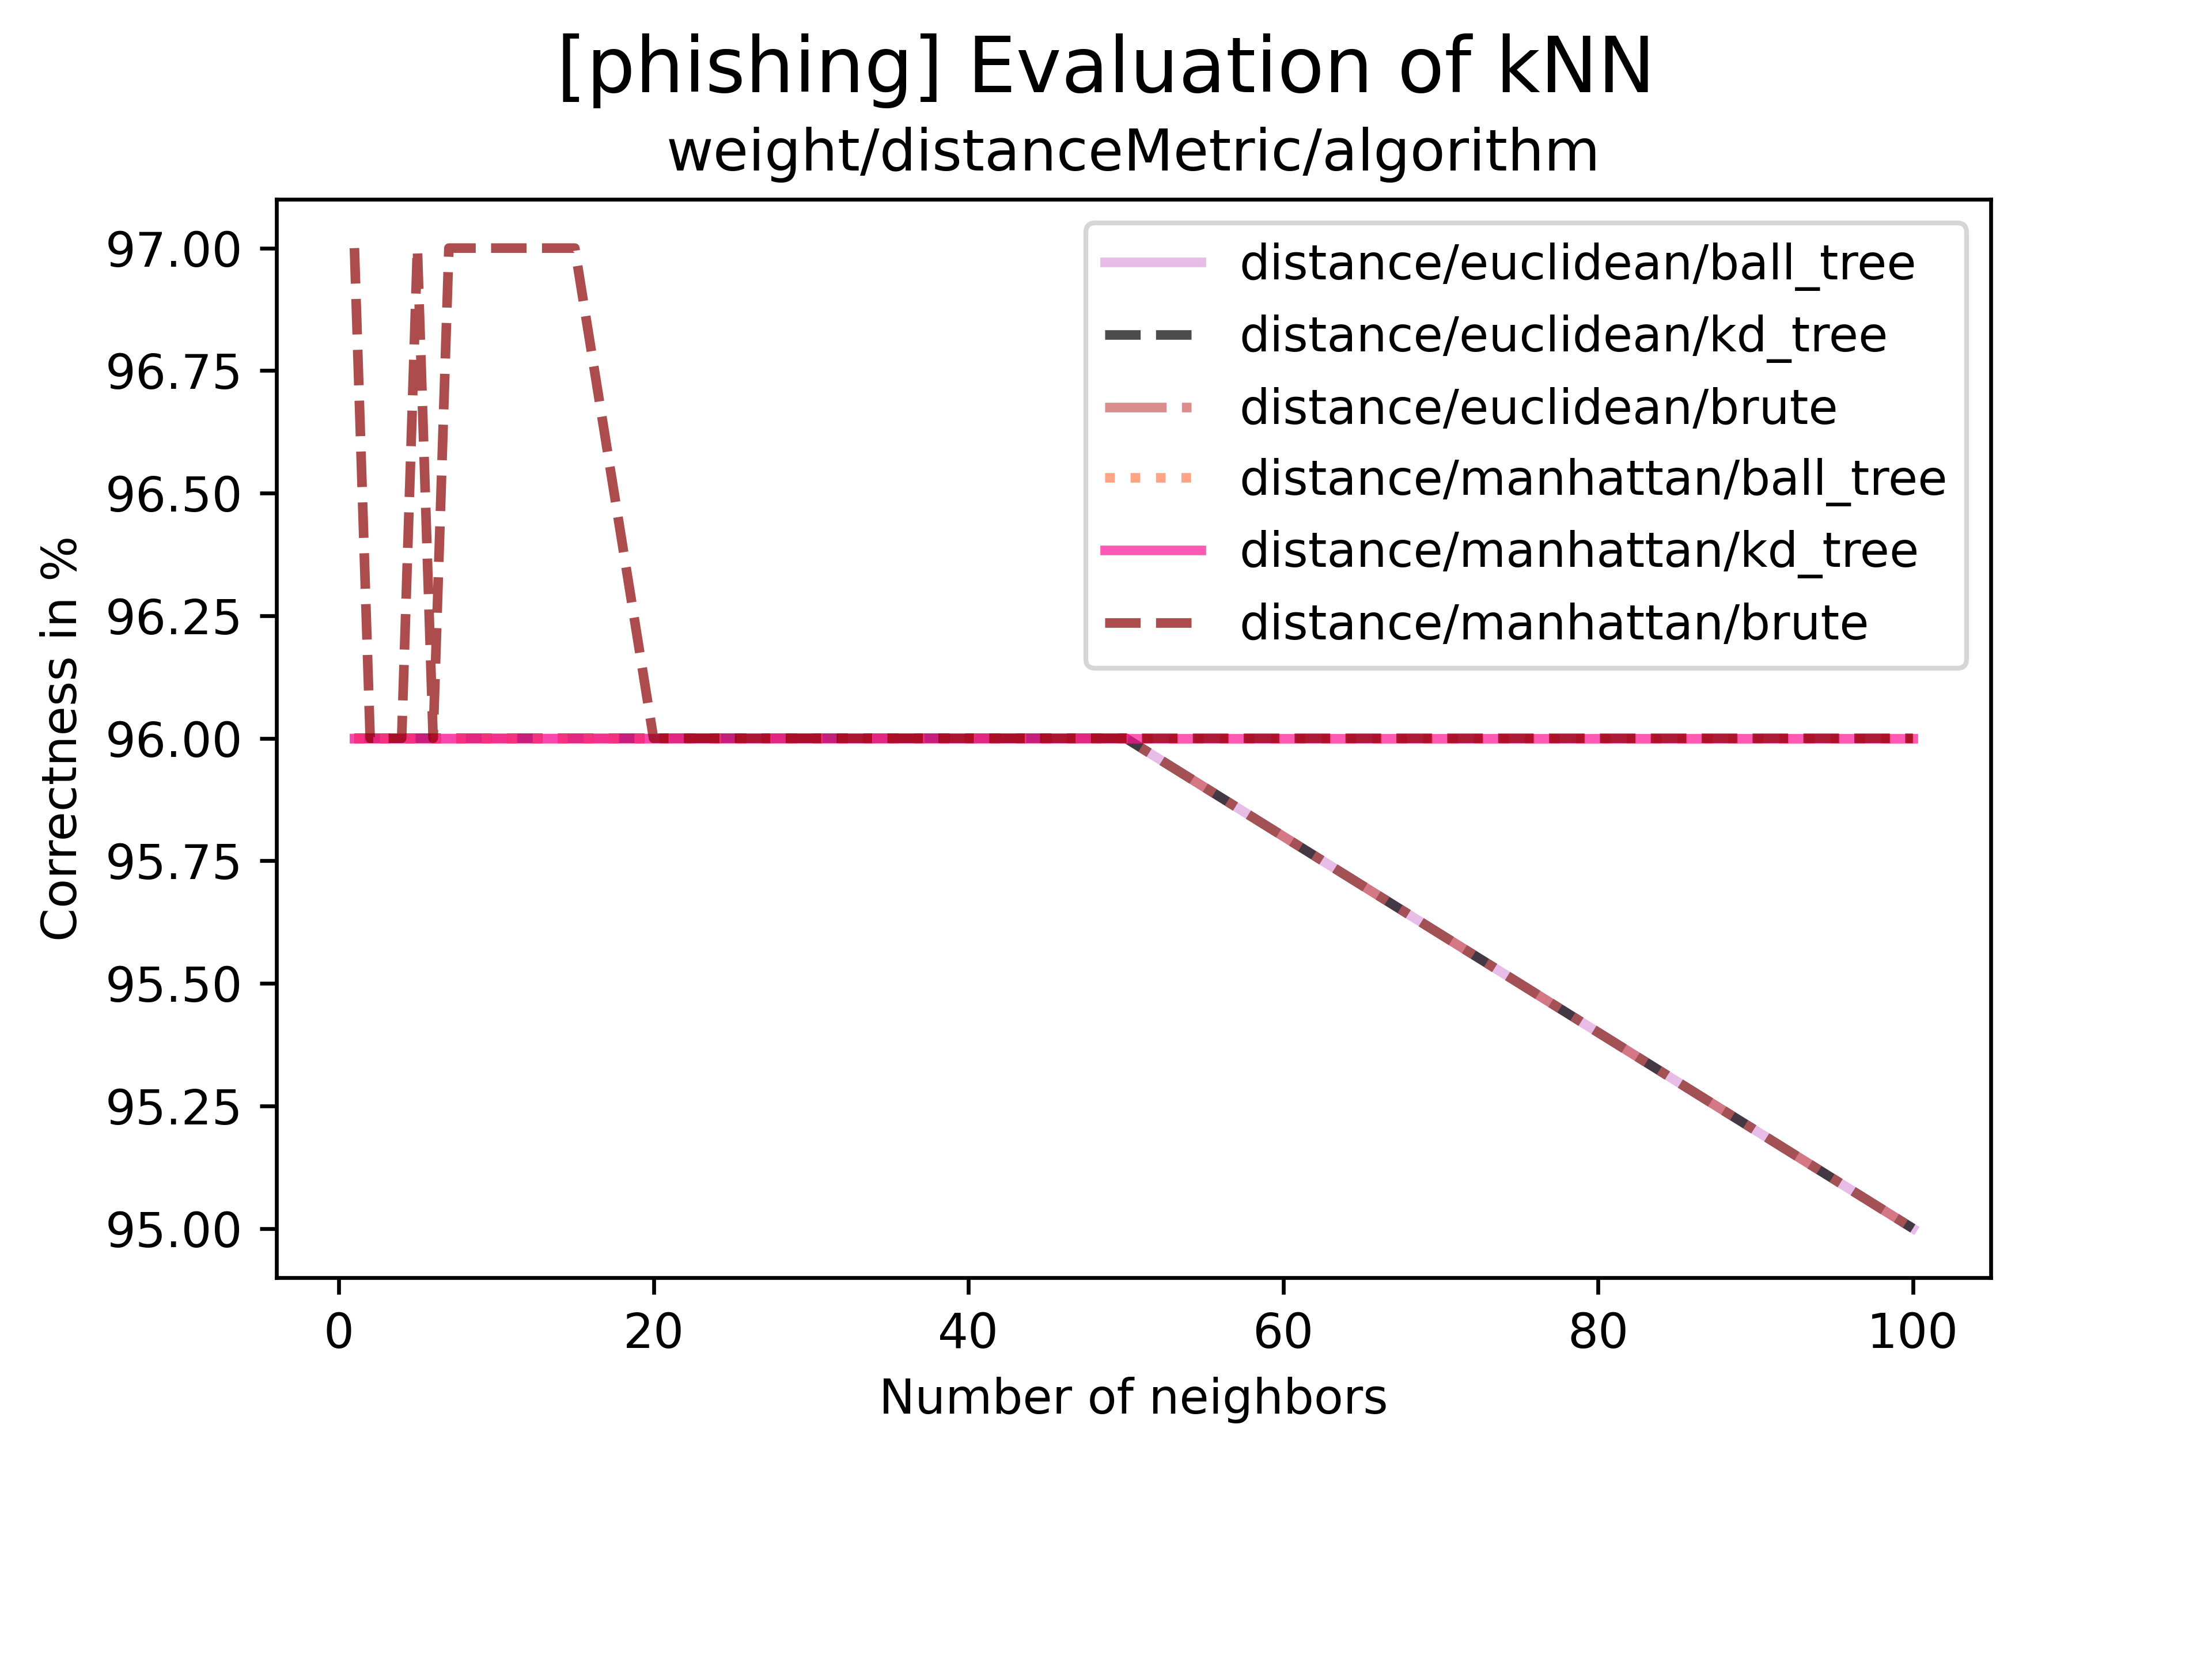 [phishing] Evaluation of kNN
weight/distanceMetric/algorithm
97.00
96.75
96.50
96.25
96.00
95.75
95.50
95.25
95.00
Correctness in %
distance/euclidean/ball_tree
distance/euclidean/kd_tree
distance/euclidean/brute
distance/manhattan/ball_tree
distance/manhattan/kd_tree
distance/manhattan/brute
0 20 40 60 80 100
Number of neighbors